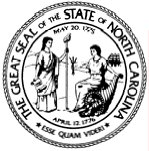 THE GREAT SEAL OF THE STATE OF NORTH CAROLINA
MAY 20, 1775
APRIL 12, 1776
ESSE QUAM VIDERI